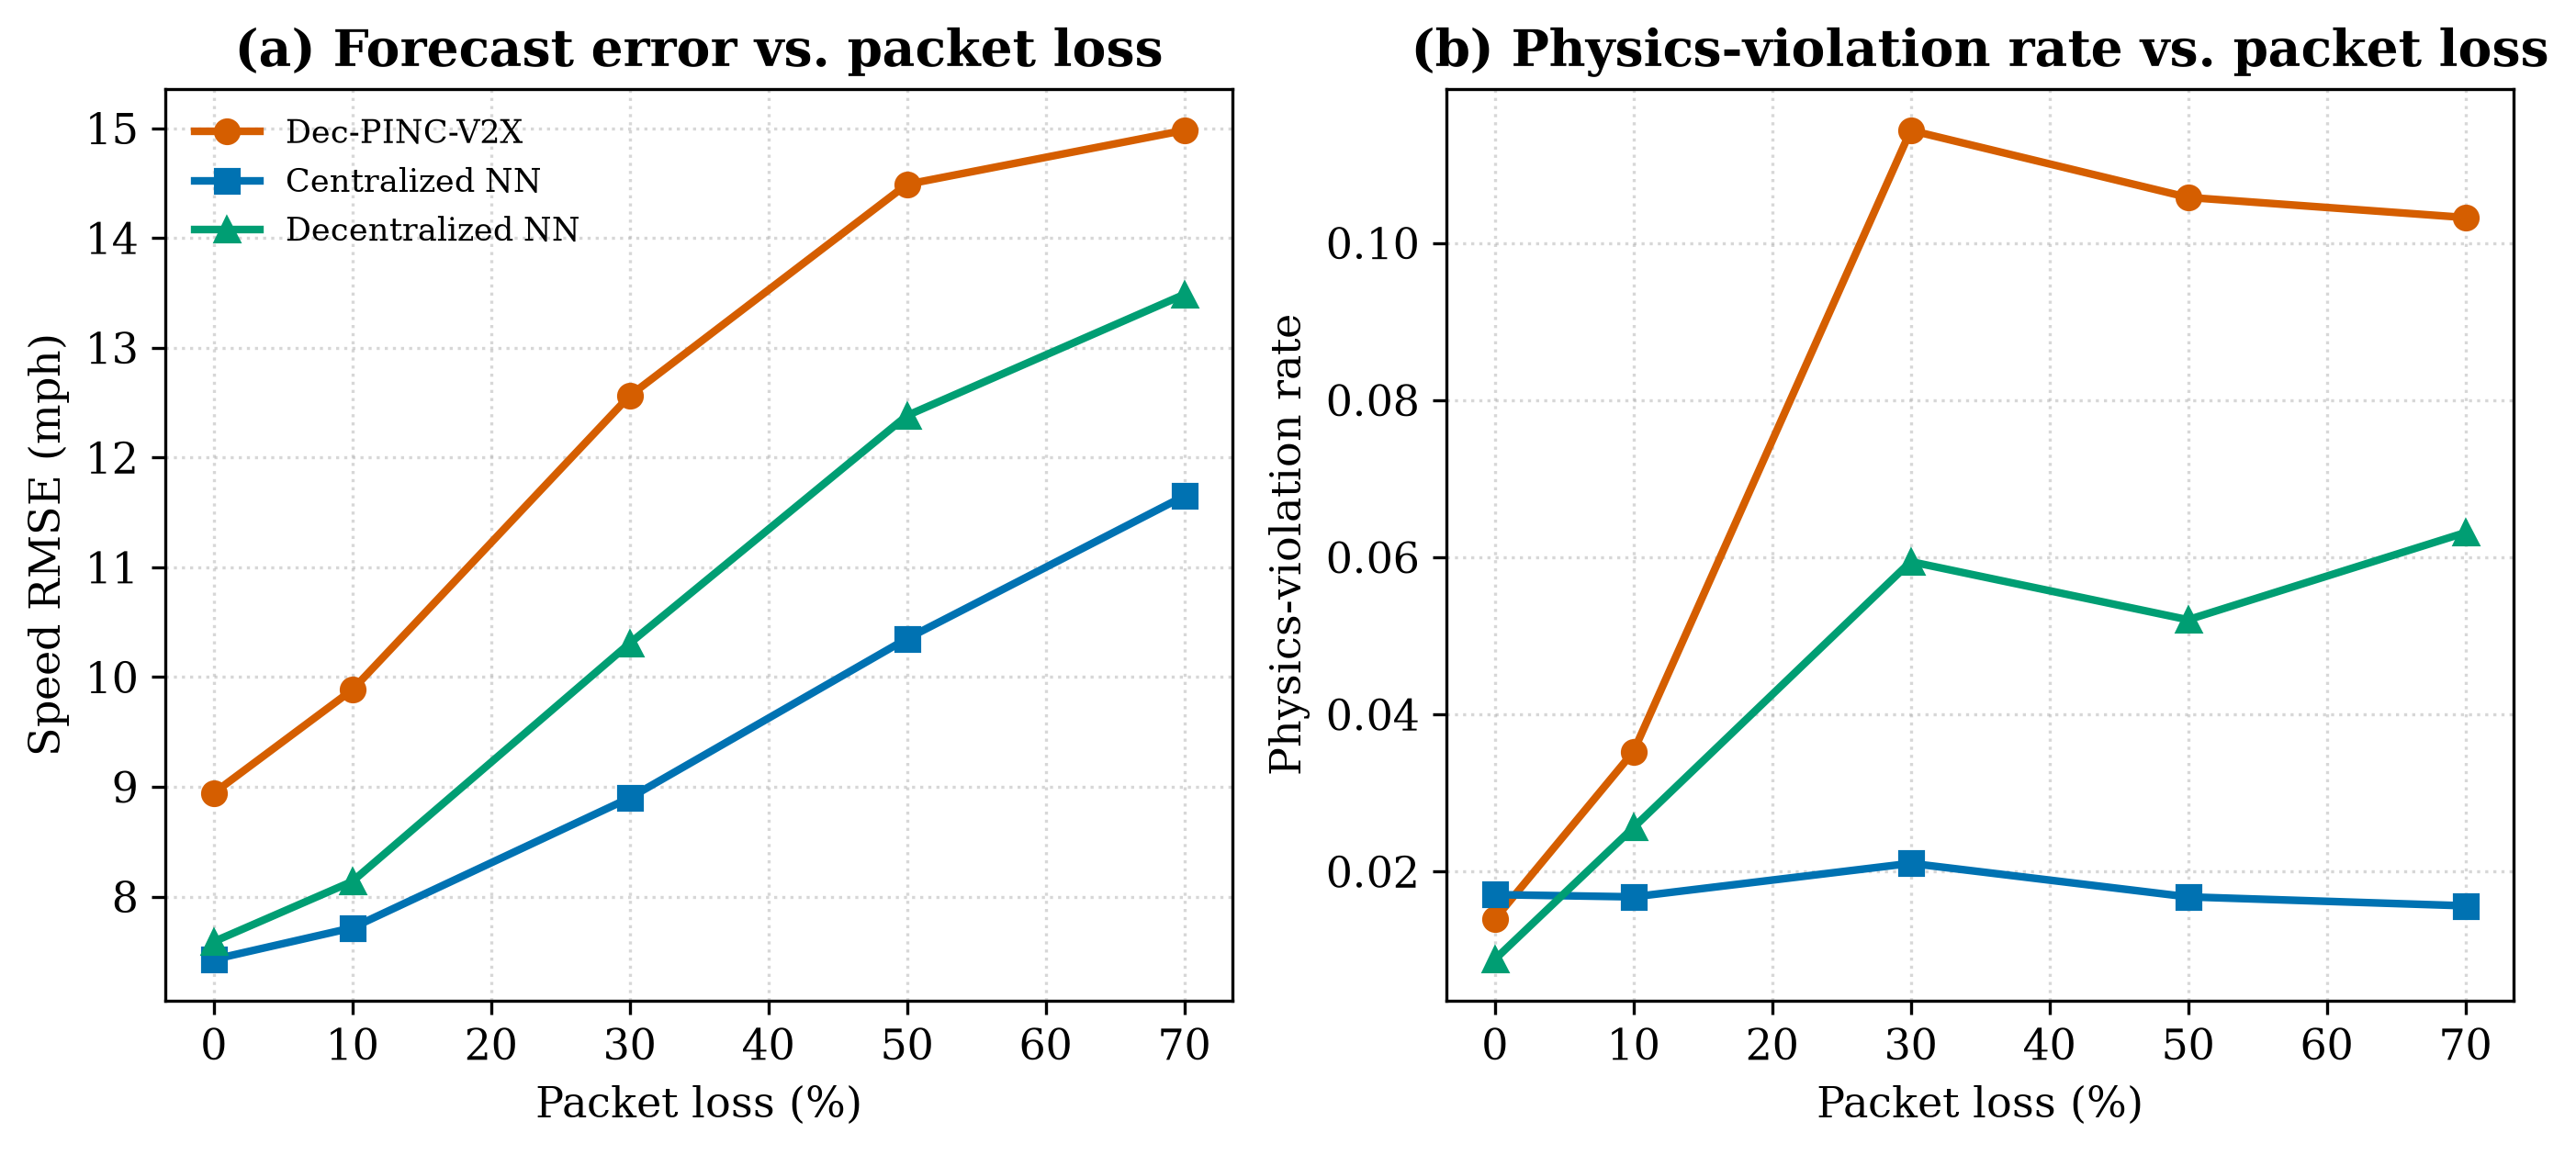 (a) Forecast error vs. packet loss
Dec-PINC-V2X
Centralized NN
Decentralized NN
Speed RMSE (mph)
15
14
13
12
11
10
9
8
0 10 20 30 40 50 60 70
Packet loss (%)
(b) Physics-violation rate vs. packet loss
Physics-violation rate
0.10
0.08
0.06
0.04
0.02
0 10 20 30 40 50 60 70
Packet loss (%)